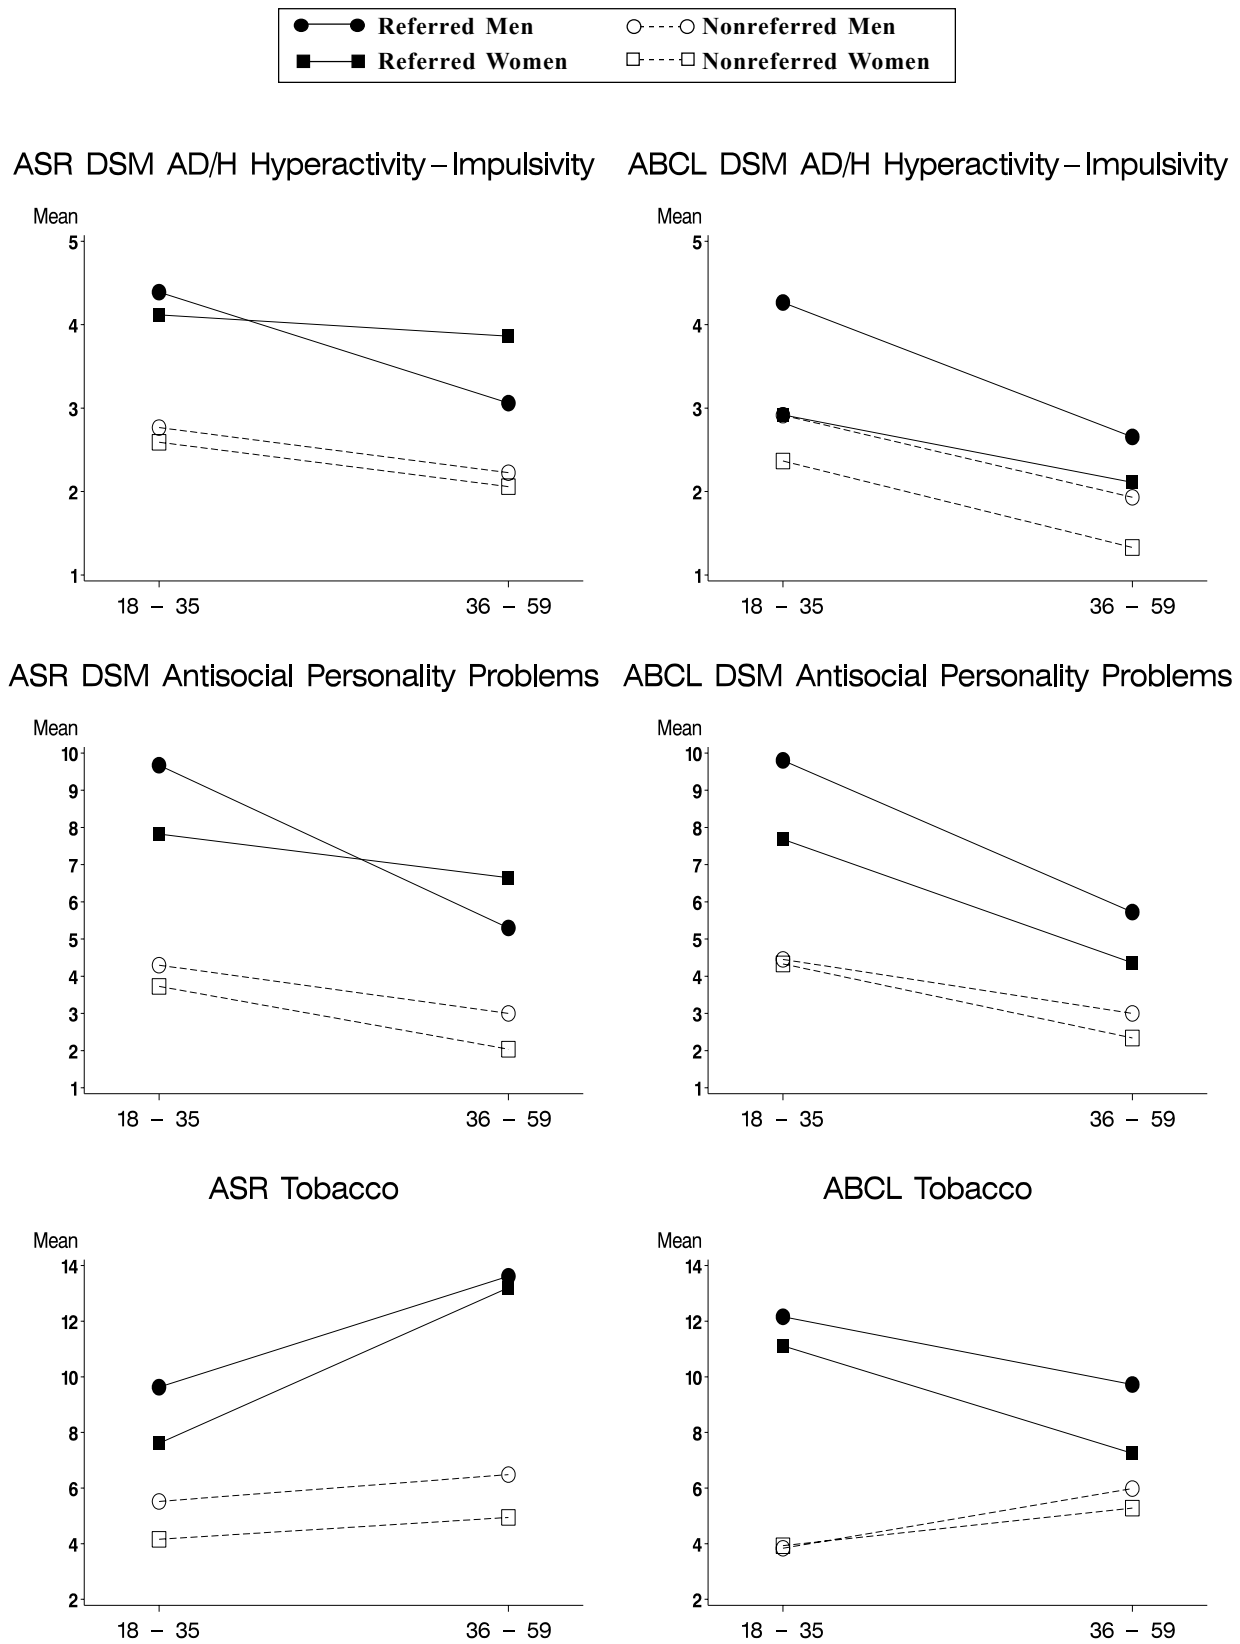 Referred Men Nonreferred Men
Referred Women Nonreferred Women
ASR DSM AD/H Hyperactivity – Impulsivity
Mean
5
4
3
2
1
18 – 35 36 – 59
ABCL DSM AD/H Hyperactivity – Impulsivity
Mean
5
4
3
2
1
18 – 35 36 – 59
ASR DSM Antisocial Personality Problems
Mean
10
9
8
7
6
5
4
3
2
1
18 – 35 36 – 59
ABCL DSM Antisocial Personality Problems
Mean
10
9
8
7
6
5
4
3
2
1
18 – 35 36 – 59
ASR Tobacco
Mean
14
12
10
8
6
4
2
18 – 35 36 – 59
ABCL Tobacco
Mean
14
12
10
8
6
4
2
18 – 35 36 – 59